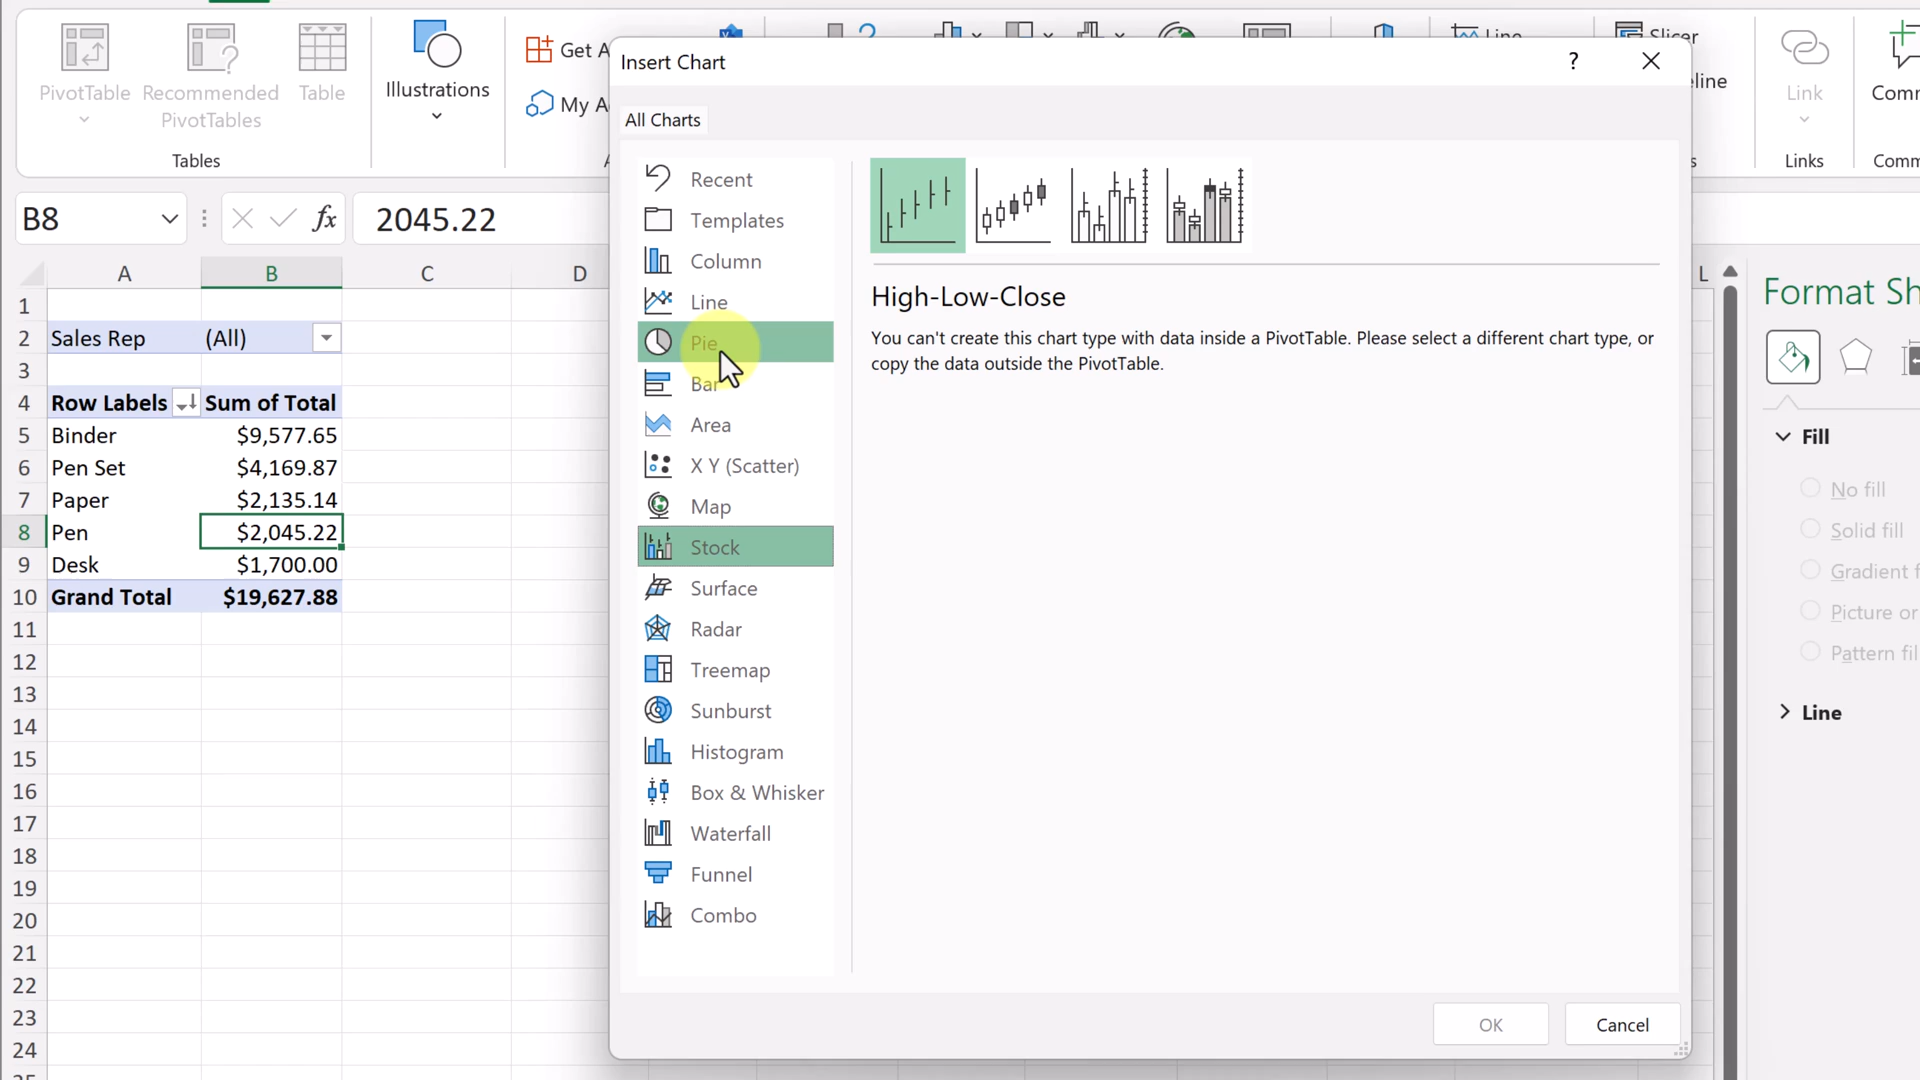 PivotTable
Recommended
PivotTables
Table
Tables
Illustrations
Get A
My A
Line
Slicer
eline
Link
Links
Comm
Comm
Insert Chart
?
All Charts
Recent
Templates
Column
Line
Pie
Bar
Area
X Y (Scatter)
Map
Stock
Surface
Radar
Treemap
Sunburst
Histogram
Box & Whisker
Waterfall
Funnel
Combo
High-Low-Close
You can't create this chart type with data inside a PivotTable. Please select a different chart type, or
copy the data outside the PivotTable.
OK
Cancel
B8
fx
2045.22
A B C D L
1
2 Sales Rep (All)
3
4 Row Labels Sum of Total
5 Binder $9,577.65
6 Pen Set $4,169.87
7 Paper $2,135.14
8 Pen $2,045.22
9 Desk $1,700.00
10 Grand Total $19,627.88
11
12
13
14
15
16
17
18
19
20
21
22
23
24
Format Sh
Fill
No fill
Solid fill
Gradient f
Picture or
Pattern fil
Line